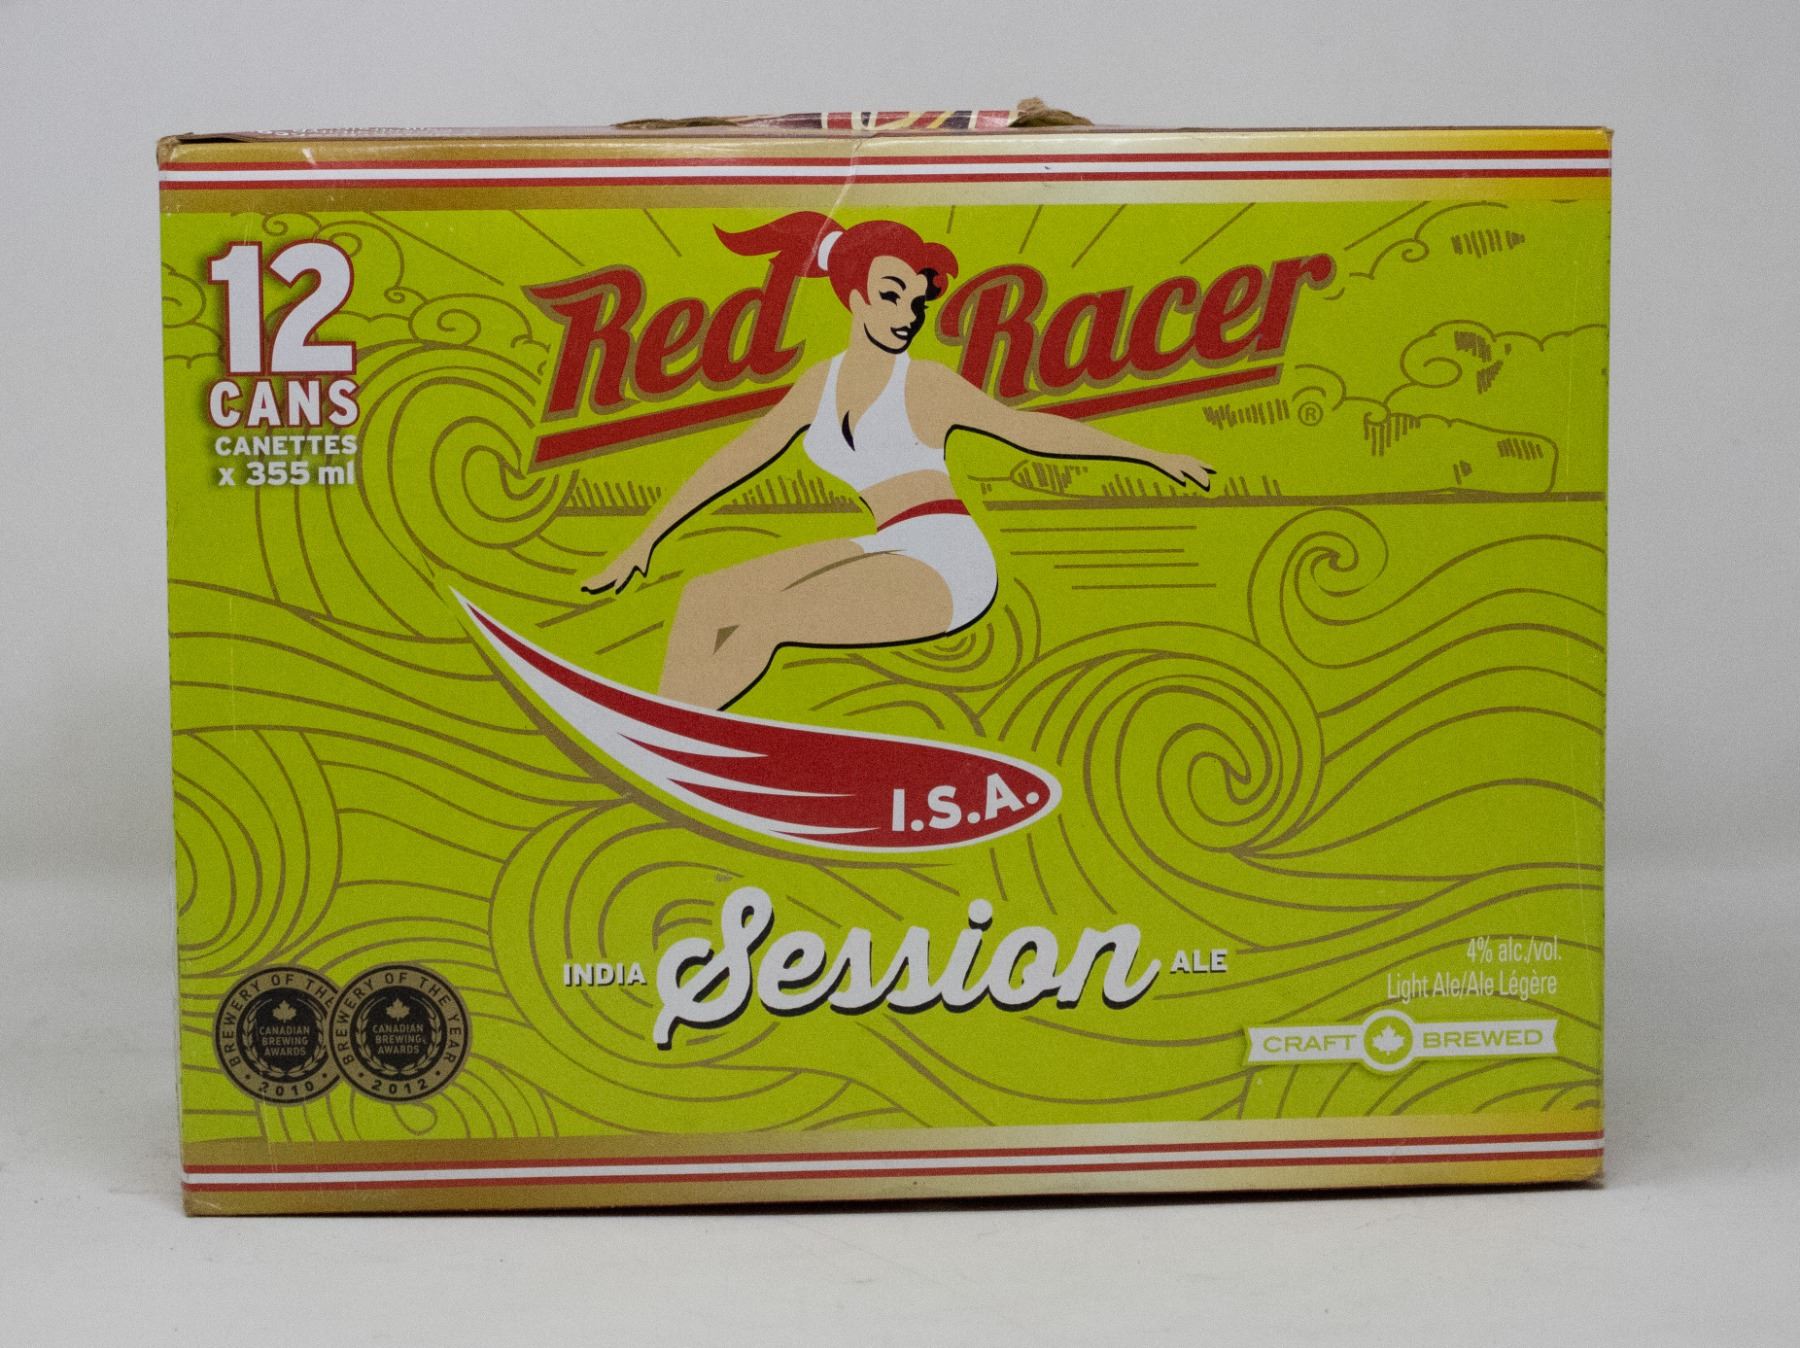 12
CANS
CANETTES
x 355 ml
Red Racer ®
I.S.A.
INDIA Session ALE
4% alc./vol.
Light Ale/Ale Légère
CRAFT BREWED
BREWERY OF THE
CANADIAN
BREWING
AWARDS
2010
BREWERY OF THE YEAR
CANADIAN
BREWING
AWARDS
2012